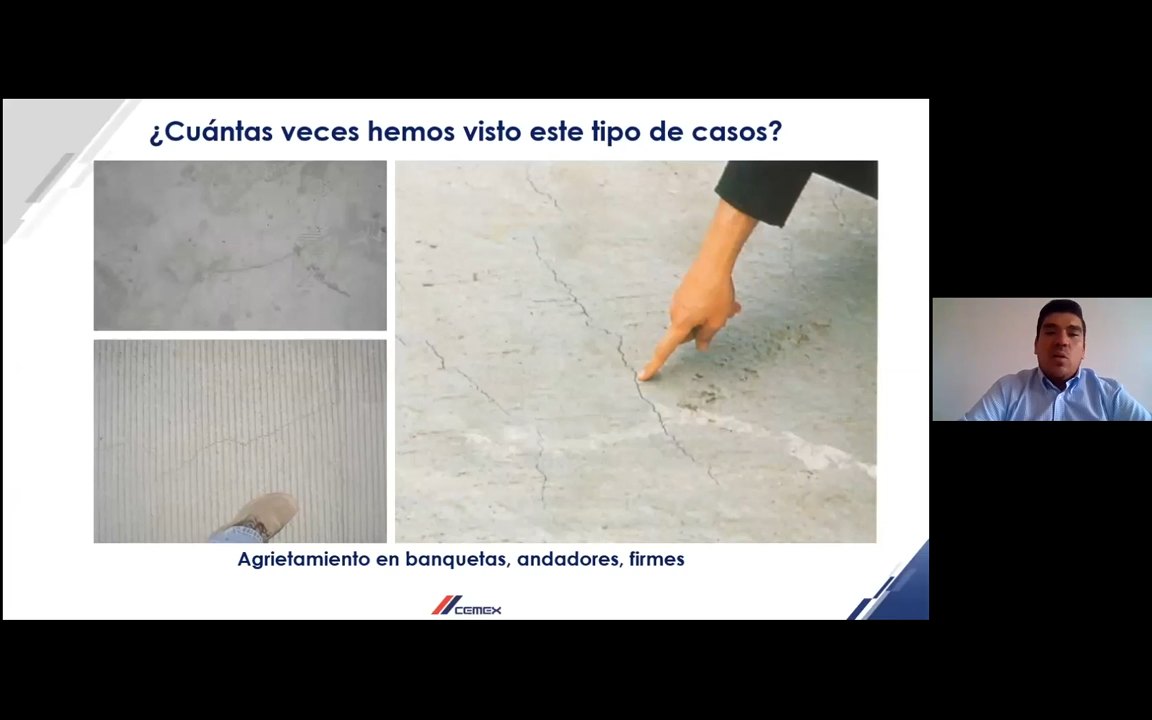 ¿Cuántas veces hemos visto este tipo de casos?
Agrietamiento en banquetas, andadores, firmes
CEMEX